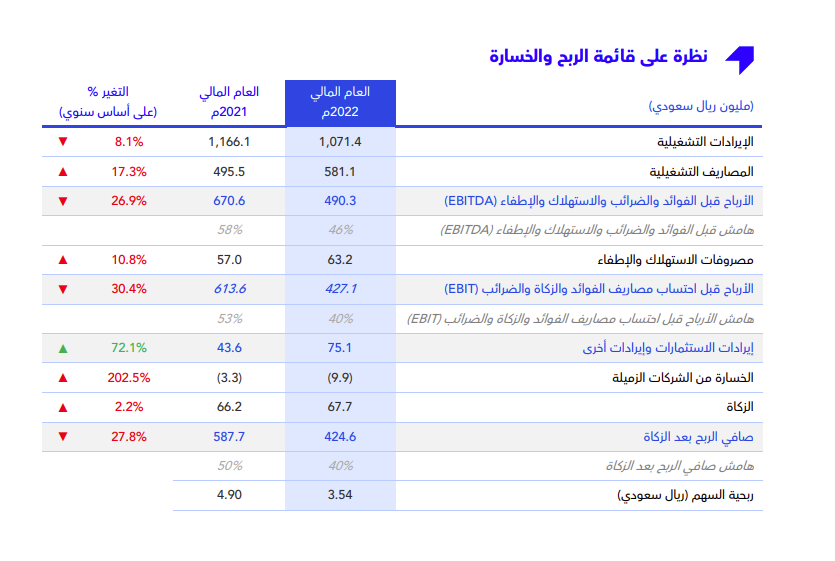 نظرة على قائمة الربح والخسارة
(مليون ريال سعودي) العام المالي 2022م العام المالي 2021م التغير % (على أساس سنوي)
الإيرادات التشغيلية 1,071.4 1,166.1 8.1% ▼
المصاريف التشغيلية 581.1 495.5 17.3% ▲
الأرباح قبل الفوائد والضرائب والاستهلاك والإطفاء (EBITDA) 490.3 670.6 26.9% ▼
هامش قبل الفوائد والضرائب والاستهلاك والإطفاء (EBITDA) 46% 58%
مصروفات الاستهلاك والإطفاء 63.2 57.0 10.8% ▲
الأرباح قبل احتساب مصاريف الفوائد والزكاة والضرائب (EBIT) 427.1 613.6 30.4% ▼
هامش الأرباح قبل احتساب مصاريف الفوائد والزكاة والضرائب (EBIT) 40% 53%
إيرادات الاستثمارات وإيرادات أخرى 75.1 43.6 72.1% ▲
الخسارة من الشركات الزميلة (9.9) (3.3) 202.5% ▲
الزكاة 67.7 66.2 2.2% ▲
صافي الربح بعد الزكاة 424.6 587.7 27.8% ▼
هامش صافي الربح بعد الزكاة 40% 50%
ربحية السهم (ريال سعودي) 3.54 4.90